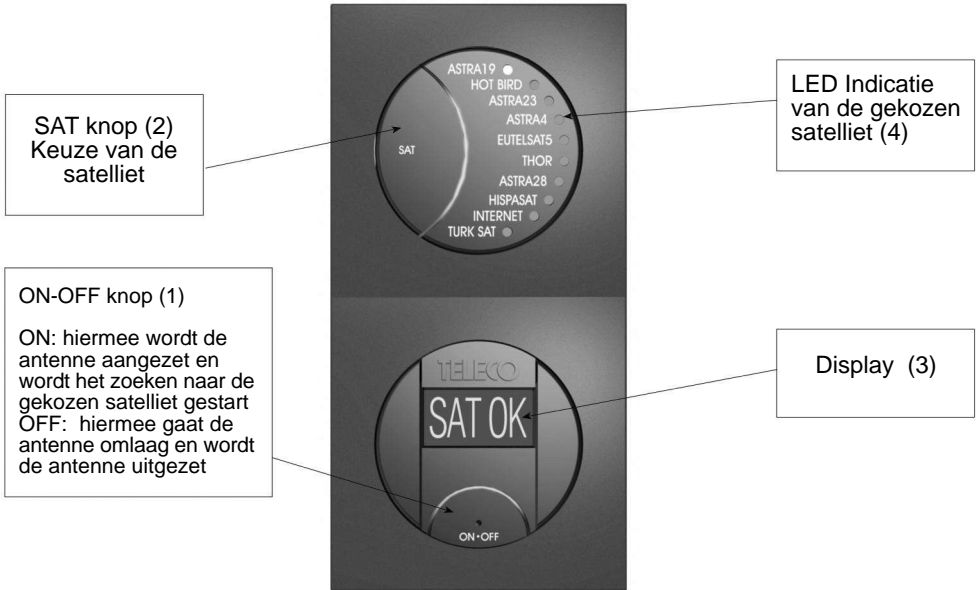 SAT knop (2)
Keuze van de
satelliet
ON-OFF knop (1)
ON: hiermee wordt de
antenne aangezet en
wordt het zoeken naar de
gekozen satelliet gestart
OFF: hiermee gaat de
antenne omlaag en wordt
de antenne uitgezet
ASTRA19
HOT BIRD
ASTRA23
ASTRA4
EUTELSAT5
THOR
ASTRA28
HISPASAT
INTERNET
TURK SAT
SAT
TELECO
SAT OK
ON•OFF
LED Indicatie
van de gekozen
satelliet (4)
Display (3)